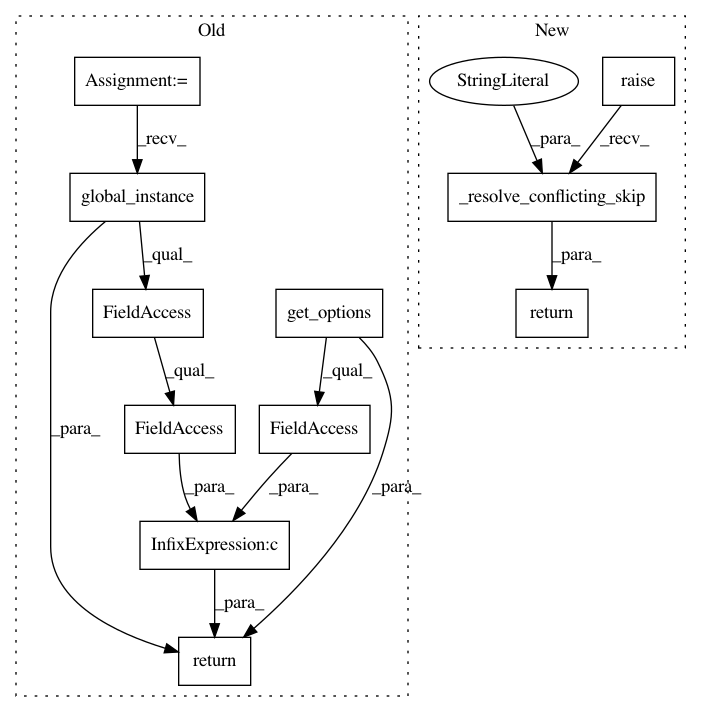 Old
New
Assignment:=
StringLiteral
raise
_recv_
_para_
_recv_
global_instance
_resolve_conflicting_skip
_qual_
_para_
FieldAccess
get_options
return
_qual_
_qual_
FieldAccess
FieldAccess
_para_
_para_
_para_
_para_
InfixExpression:c
_para_
return